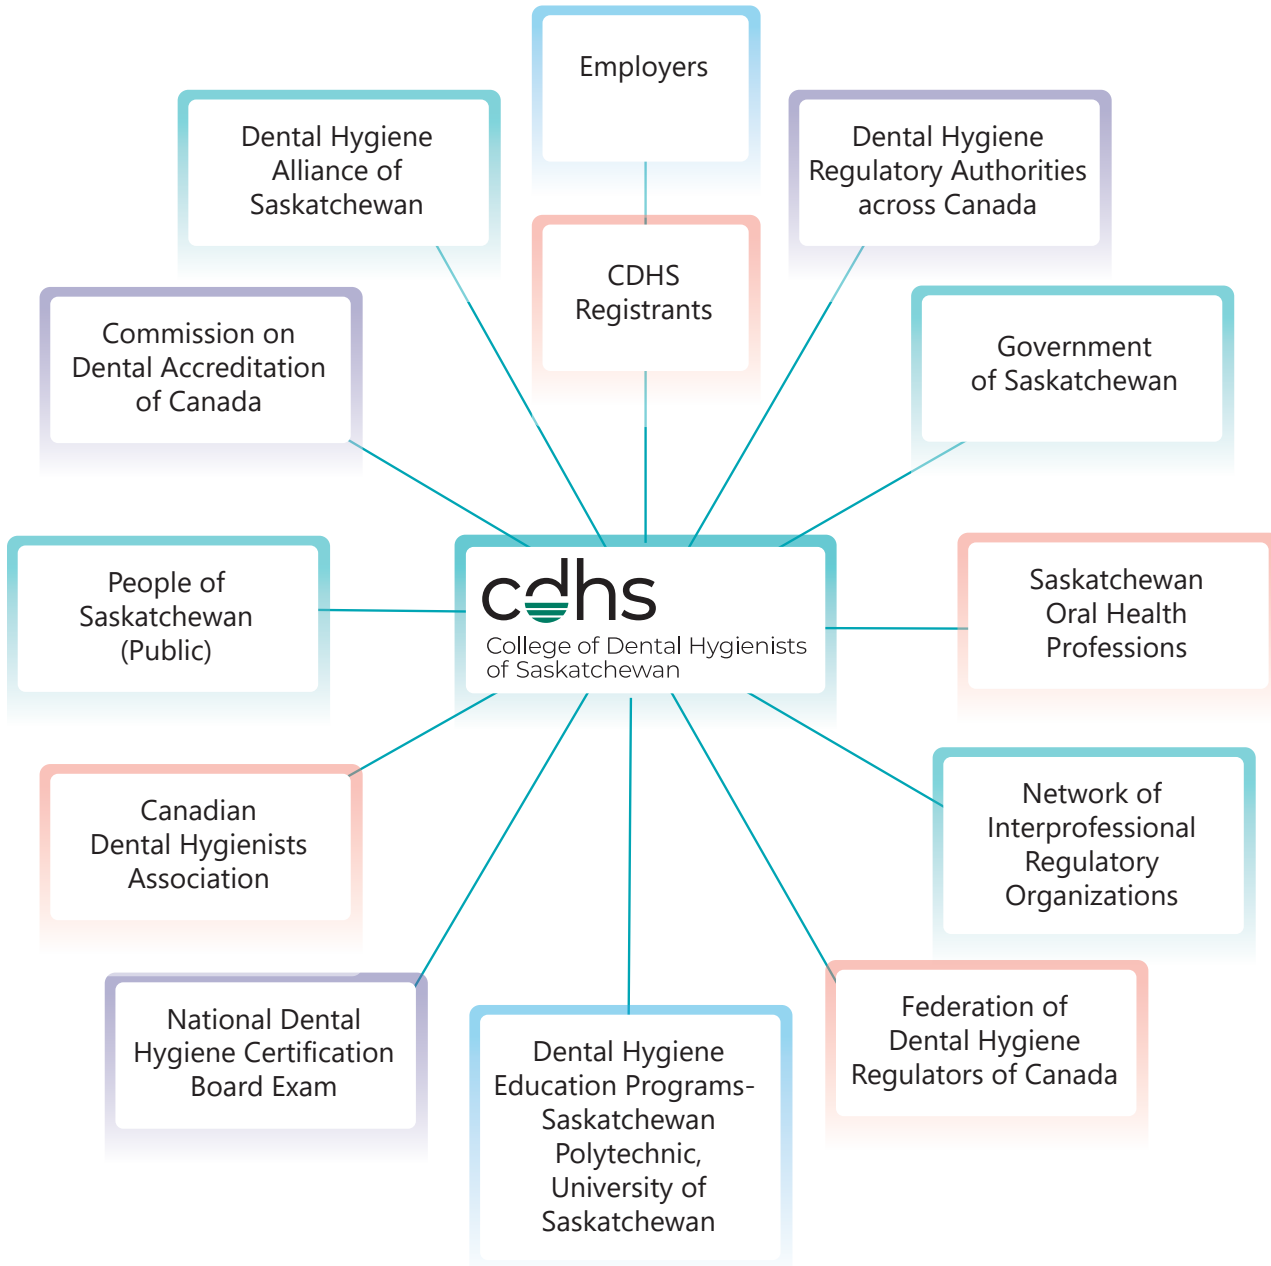 Employers
Dental Hygiene
Alliance of
Saskatchewan
Dental Hygiene
Regulatory Authorities
across Canada
CDHS
Registrants
Commission on
Dental Accreditation
of Canada
Government
of Saskatchewan
People of
Saskatchewan
(Public)
cdhs
College of Dental Hygienists
of Saskatchewan
Saskatchewan
Oral Health
Professions
Canadian
Dental Hygienists
Association
Network of
Interprofessional
Regulatory
Organizations
National Dental
Hygiene Certification
Board Exam
Dental Hygiene
Education Programs-
Saskatchewan
Polytechnic,
University of
Saskatchewan
Federation of
Dental Hygiene
Regulators of Canada